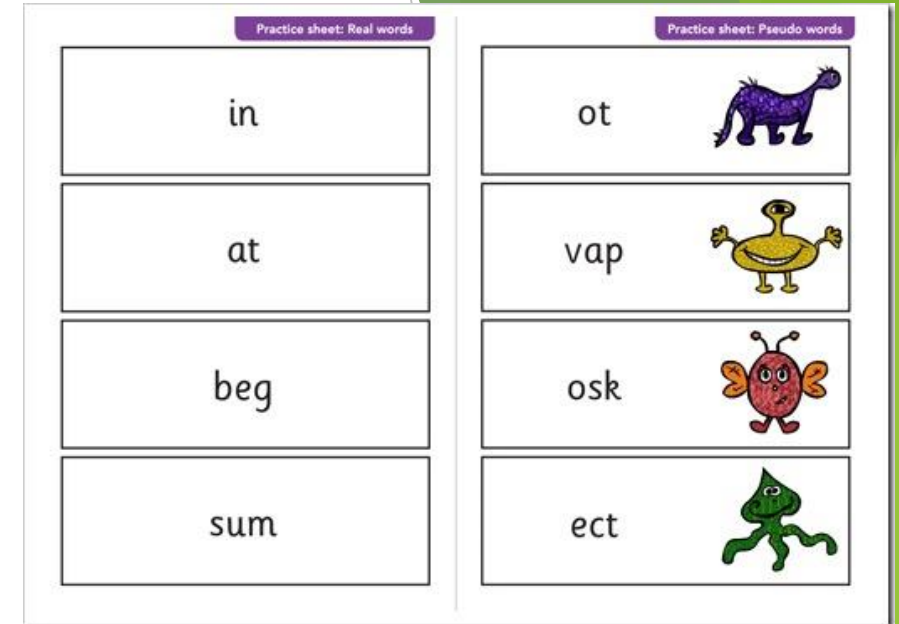 Practice sheet: Real words
in
at
beg
sum
Practice sheet: Pseudo words
ot
vap
osk
ect